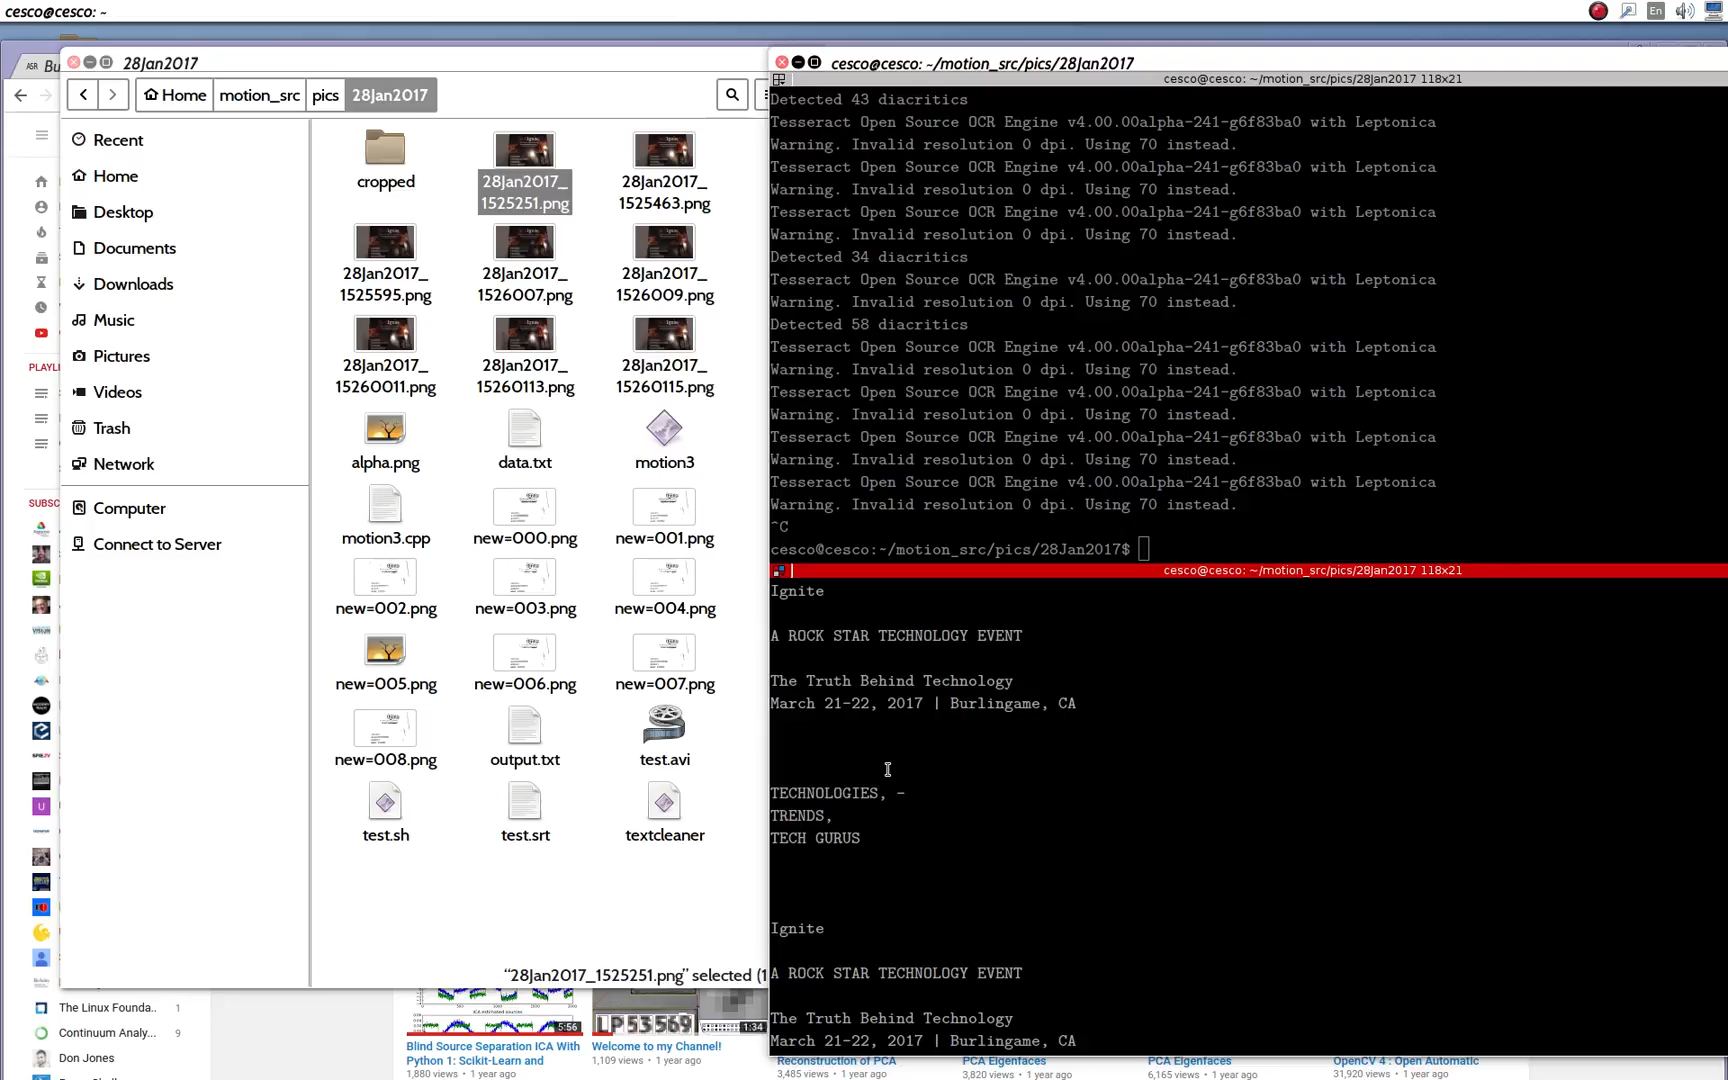 cesco@cesco: ~
En
ASR Bu
28Jan2017
Home motion_src pics 28Jan2017
Recent
Home
Desktop
Documents
Downloads
Music
Pictures
Videos
Trash
Network
Computer
Connect to Server
PLAYLI
SUBSC
U
The Linux Founda.. 1
Continuum Analy... 9
Don Jones
cropped
28Jan2017_
1525251.png
28Jan2017_
1525463.png
28Jan2017_
1525595.png
28Jan2017_
1526007.png
28Jan2017_
1526009.png
28Jan2017_
15260011.png
28Jan2017_
15260113.png
28Jan2017_
15260115.png
alpha.png
data.txt
motion3
motion3.cpp
new=000.png
new=001.png
new=002.png
new=003.png
new=004.png
new=005.png
new=006.png
new=007.png
new=008.png
output.txt
test.avi
test.sh
test.srt
textcleaner
“28Jan2017_1525251.png” selected (1
cesco@cesco: ~/motion_src/pics/28Jan2017
cesco@cesco: ~/motion_src/pics/28Jan2017 118x21
Detected 43 diacritics
Tesseract Open Source OCR Engine v4.00.00alpha-241-g6f83ba0 with Leptonica
Warning. Invalid resolution 0 dpi. Using 70 instead.
Tesseract Open Source OCR Engine v4.00.00alpha-241-g6f83ba0 with Leptonica
Warning. Invalid resolution 0 dpi. Using 70 instead.
Tesseract Open Source OCR Engine v4.00.00alpha-241-g6f83ba0 with Leptonica
Warning. Invalid resolution 0 dpi. Using 70 instead.
Detected 34 diacritics
Tesseract Open Source OCR Engine v4.00.00alpha-241-g6f83ba0 with Leptonica
Warning. Invalid resolution 0 dpi. Using 70 instead.
Detected 58 diacritics
Tesseract Open Source OCR Engine v4.00.00alpha-241-g6f83ba0 with Leptonica
Warning. Invalid resolution 0 dpi. Using 70 instead.
Tesseract Open Source OCR Engine v4.00.00alpha-241-g6f83ba0 with Leptonica
Warning. Invalid resolution 0 dpi. Using 70 instead.
Tesseract Open Source OCR Engine v4.00.00alpha-241-g6f83ba0 with Leptonica
Warning. Invalid resolution 0 dpi. Using 70 instead.
Tesseract Open Source OCR Engine v4.00.00alpha-241-g6f83ba0 with Leptonica
Warning. Invalid resolution 0 dpi. Using 70 instead.
^C
cesco@cesco:~/motion_src/pics/28Jan2017$
cesco@cesco: ~/motion_src/pics/28Jan2017 118x21
Ignite
A ROCK STAR TECHNOLOGY EVENT
The Truth Behind Technology
March 21-22, 2017 | Burlingame, CA
TECHNOLOGIES, -
TRENDS,
TECH GURUS
Ignite
A ROCK STAR TECHNOLOGY EVENT
The Truth Behind Technology
March 21-22, 2017 | Burlingame, CA
ICA estimated sources
5:56
LP53569
1:34
Blind Source Separation ICA With
Python 1: Scikit-Learn and
1,880 views • 1 year ago
Welcome to my Channel!
1,109 views • 1 year ago
Reconstruction of PCA
3,485 views • 1 year ago
PCA Eigenfaces
3,820 views • 1 year ago
PCA Eigenfaces
6,165 views • 1 year ago
OpenCV 4 : Open Automatic
31,920 views • 1 year ago